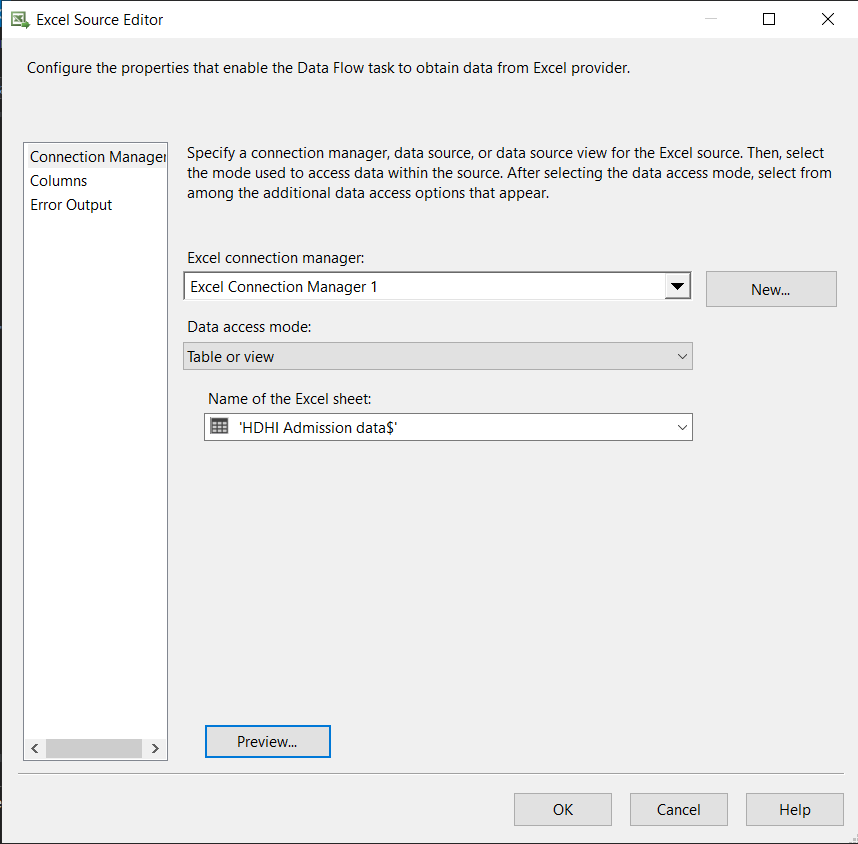 Excel Source Editor
Configure the properties that enable the Data Flow task to obtain data from Excel provider.
Connection Manager
Columns
Error Output
Specify a connection manager, data source, or data source view for the Excel source. Then, select
the mode used to access data within the source. After selecting the data access mode, select from
among the additional data access options that appear.
Excel connection manager:
Excel Connection Manager 1
New...
Data access mode:
Table or view
Name of the Excel sheet:
'HDHI Admission data$'
Preview...
OK
Cancel
Help